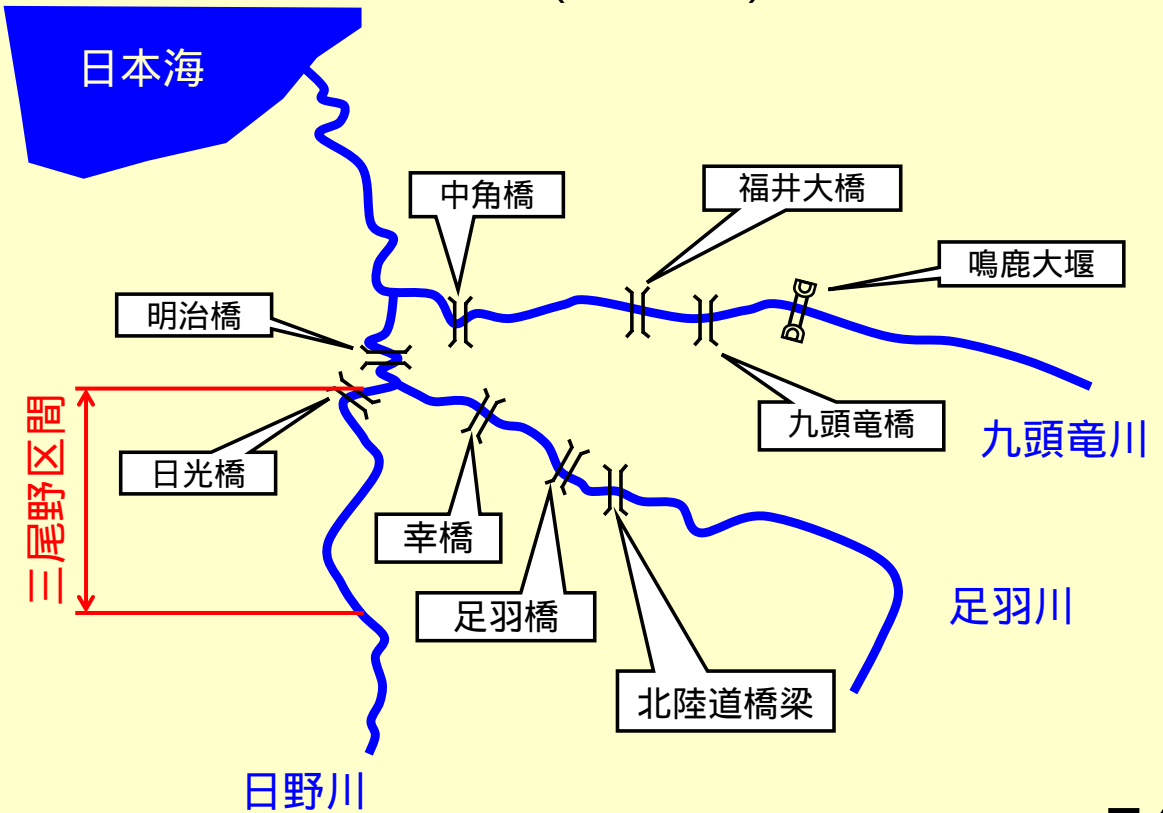 日本海
中角橋
福井大橋
鳴鹿大堰
明治橋
九頭竜橋
九頭竜川
三尾野区間
日光橋
幸橋
足羽橋
足羽川
北陸道橋梁
日野川